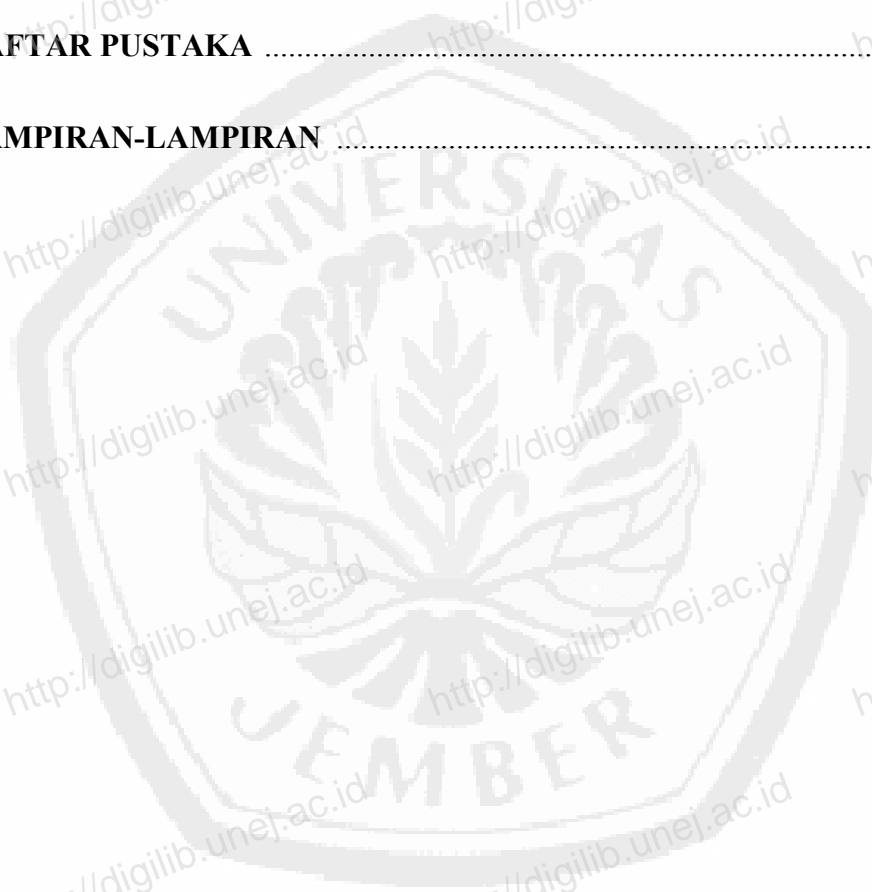 http://digi http://digi h
AFTAR PUSTAKA ................................................................................
AMPIRAN-LAMPIRAN ......................................................................
UNIVERSITAS
http://digilib.unej.ac.id http://digilib.unej.ac.id h
http://digilib.unej.ac.id http://digilib.unej.ac.id h
http://digilib.unej.ac.id http://digilib.unej.ac.id h
JEMBER
//digilib.unej.ac.id //digilib.unej.ac.id